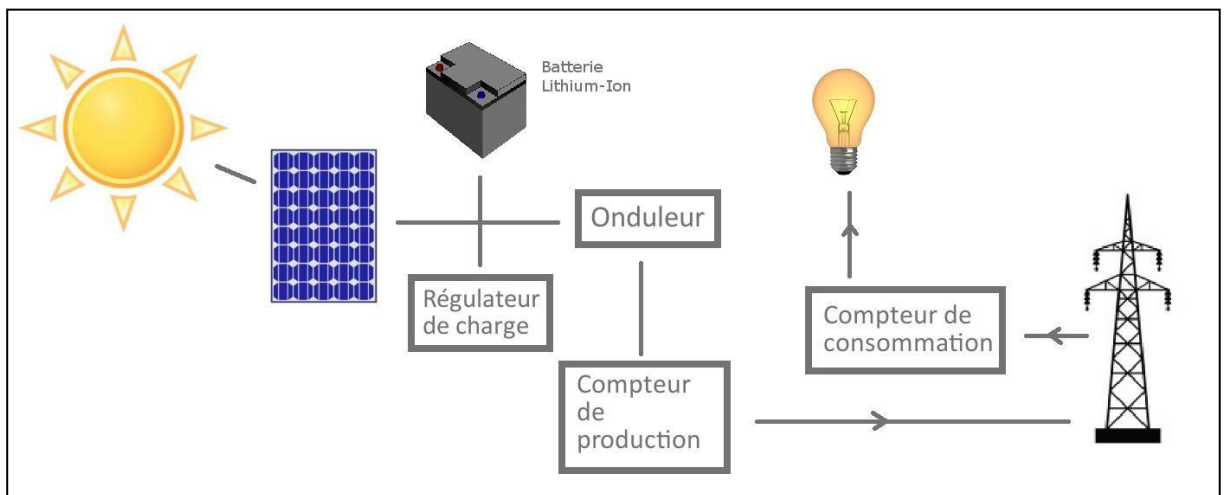 Batterie
Lithium-Ion
Onduleur
Régulateur
de charge
Compteur de
consommation
Compteur
de
production